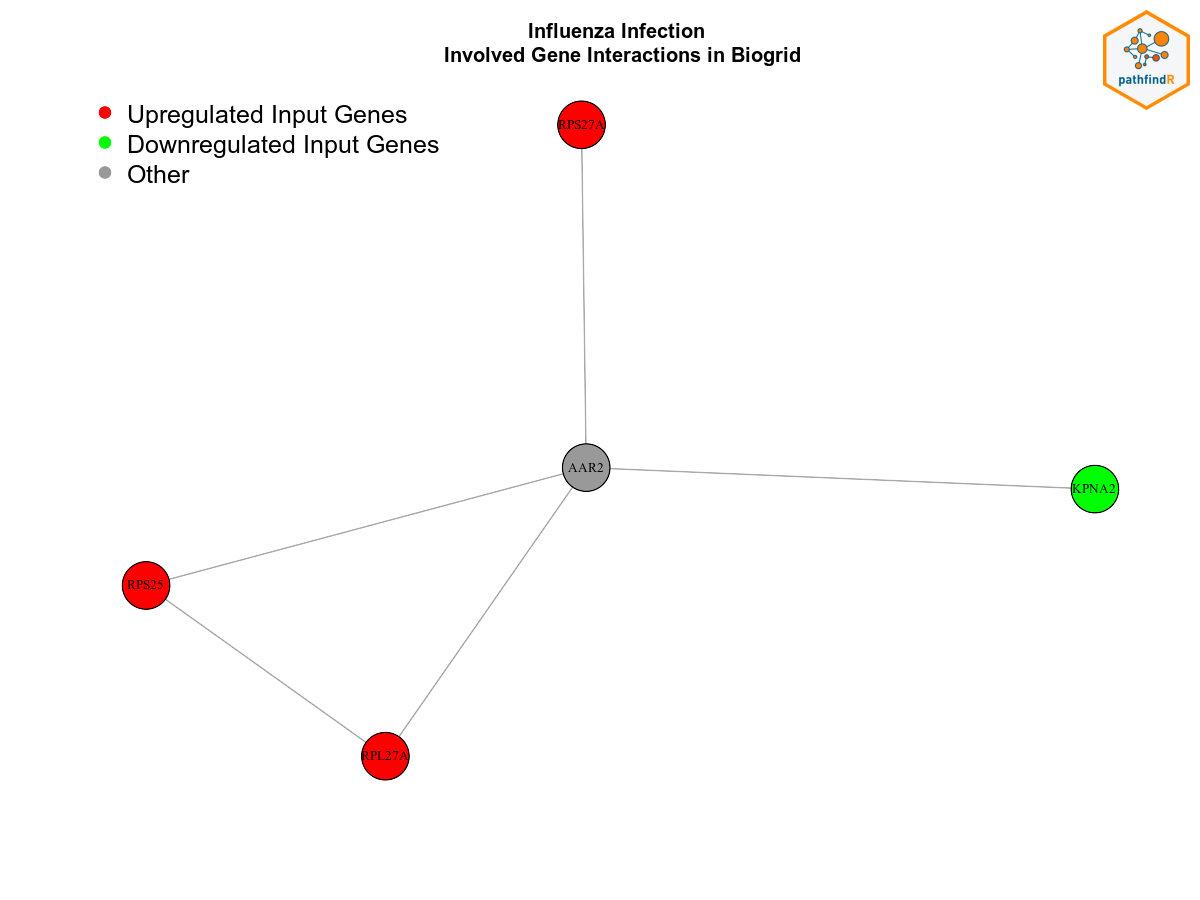 Influenza Infection
Involved Gene Interactions in Biogrid
pathfindR
Upregulated Input Genes
Downregulated Input Genes
Other
RPS27A
AAR2
KPNA2
RPS25
RPL27A